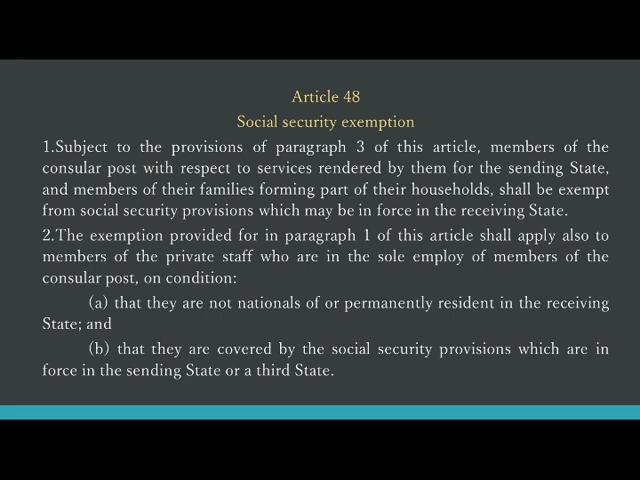 Article 48
Social security exemption
1.Subject to the provisions of paragraph 3 of this article, members of the
consular post with respect to services rendered by them for the sending State,
and members of their families forming part of their households, shall be exempt
from social security provisions which may be in force in the receiving State.
2.The exemption provided for in paragraph 1 of this article shall apply also to
members of the private staff who are in the sole employ of members of the
consular post, on condition:
(a) that they are not nationals of or permanently resident in the receiving
State; and
(b) that they are covered by the social security provisions which are in
force in the sending State or a third State.